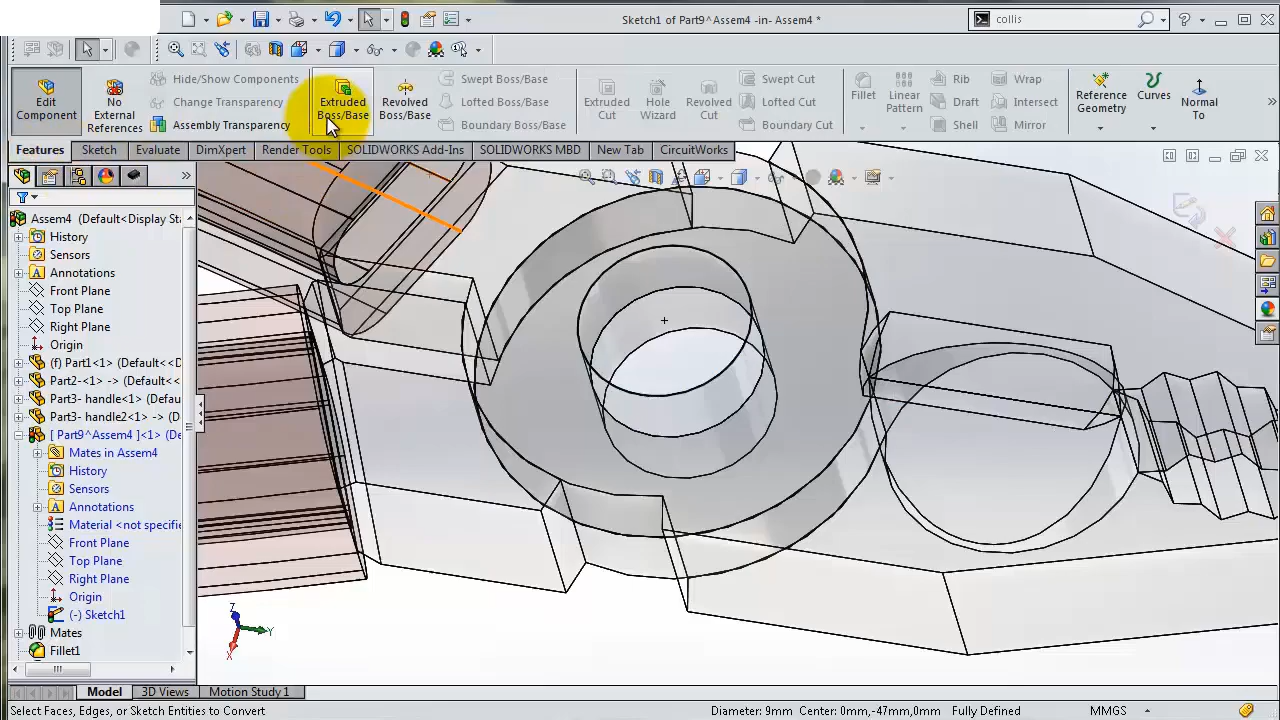 Sketch1 of Part9^Assem4 -in- Assem4 *
collis
Edit Component
No External References
Hide/Show Components
Change Transparency
Assembly Transparency
Extruded Boss/Base
Revolved Boss/Base
Swept Boss/Base
Lofted Boss/Base
Boundary Boss/Base
Extruded Cut
Hole Wizard
Revolved Cut
Swept Cut
Lofted Cut
Boundary Cut
Fillet
Linear Pattern
Rib
Draft
Shell
Wrap
Intersect
Mirror
Reference Geometry
Curves
Normal To
Features Sketch Evaluate DimXpert Render Tools SOLIDWORKS Add-Ins SOLIDWORKS MBD New Tab CircuitWorks
Assem4 (Default<Display Sta
History
Sensors
Annotations
Front Plane
Top Plane
Right Plane
Origin
(f) Part1<1> (Default<<D
Part2-<1> -> (Default<<
Part3- handle<1> (Defau
Part3- handle2<1> -> (D
[ Part9^Assem4 ]<1> (De
Mates in Assem4
History
Sensors
Annotations
Material <not specifie
Front Plane
Top Plane
Right Plane
Origin
(-) Sketch1
Mates
Fillet1
Z
Y
X
Model 3D Views Motion Study 1
Select Faces, Edges, or Sketch Entities to Convert
Diameter: 9mm Center: 0mm,-47mm,0mm Fully Defined MMGS